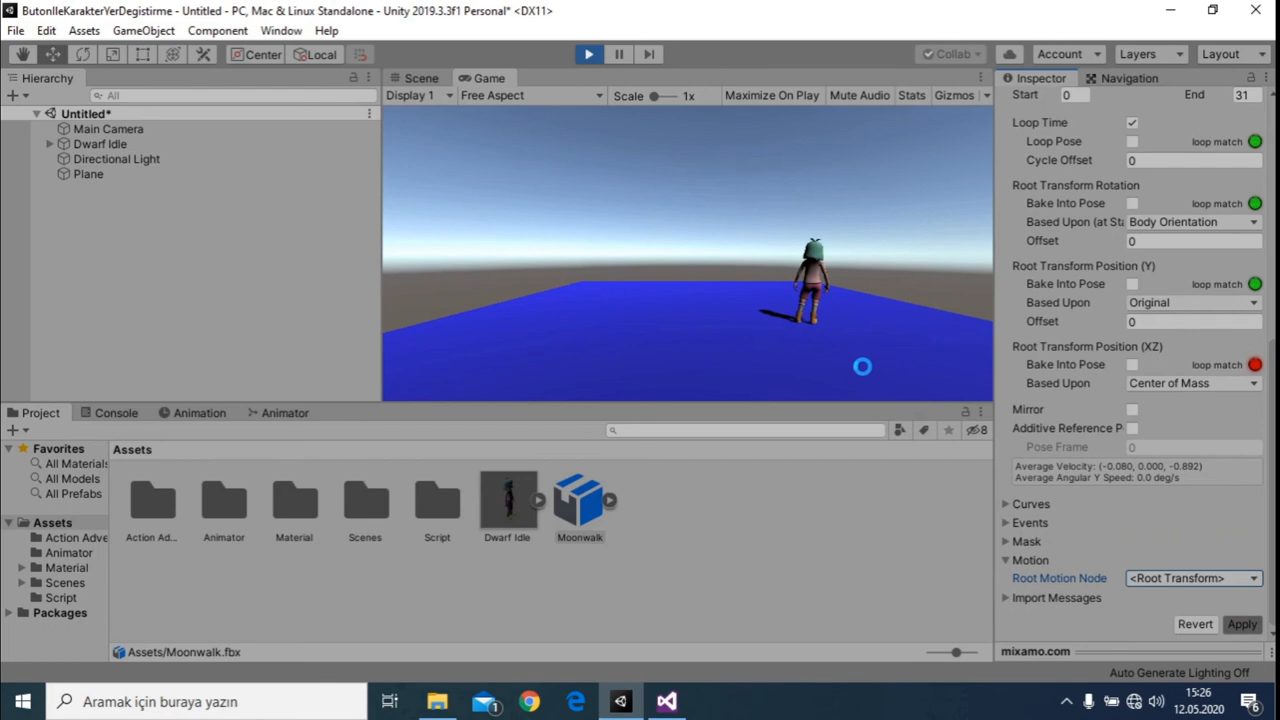 ButonlleKarakterYerDegistirme - Untitled - PC, Mac & Linux Standalone - Unity 2019.3.3f1 Personal* <DX11>
File Edit Assets GameObject Component Window Help
Center Local Collab Account Layers Layout
Hierarchy
All
Untitled*
Main Camera
Dwarf Idle
Directional Light
Plane
Scene Game
Display 1 Free Aspect Scale 1x Maximize On Play Mute Audio Stats Gizmos
Inspector Navigation
Start 0 End 31
Loop Time
Loop Pose loop match
Cycle Offset 0
Root Transform Rotation
Bake Into Pose loop match
Based Upon (at Sta Body Orientation
Offset 0
Root Transform Position (Y)
Bake Into Pose loop match
Based Upon Original
Offset 0
Root Transform Position (XZ)
Bake Into Pose loop match
Based Upon Center of Mass
Mirror
Additive Reference P
Pose Frame 0
Average Velocity: (-0.080, 0.000, -0.892)
Average Angular Y Speed: 0.0 deg/s
Curves
Events
Mask
Motion
Root Motion Node <Root Transform>
Import Messages
Revert Apply
mixamo.com
Auto Generate Lighting Off
Project Console Animation Animator
8
Favorites
All Materials
All Models
All Prefabs
Assets
Action Adve
Animator
Material
Scenes
Script
Packages
Assets
Action Ad... Animator Material Scenes Script Dwarf Idle Moonwalk
Assets/Moonwalk.fbx
Aramak için buraya yazın
1
15:26
12.05.2020
6